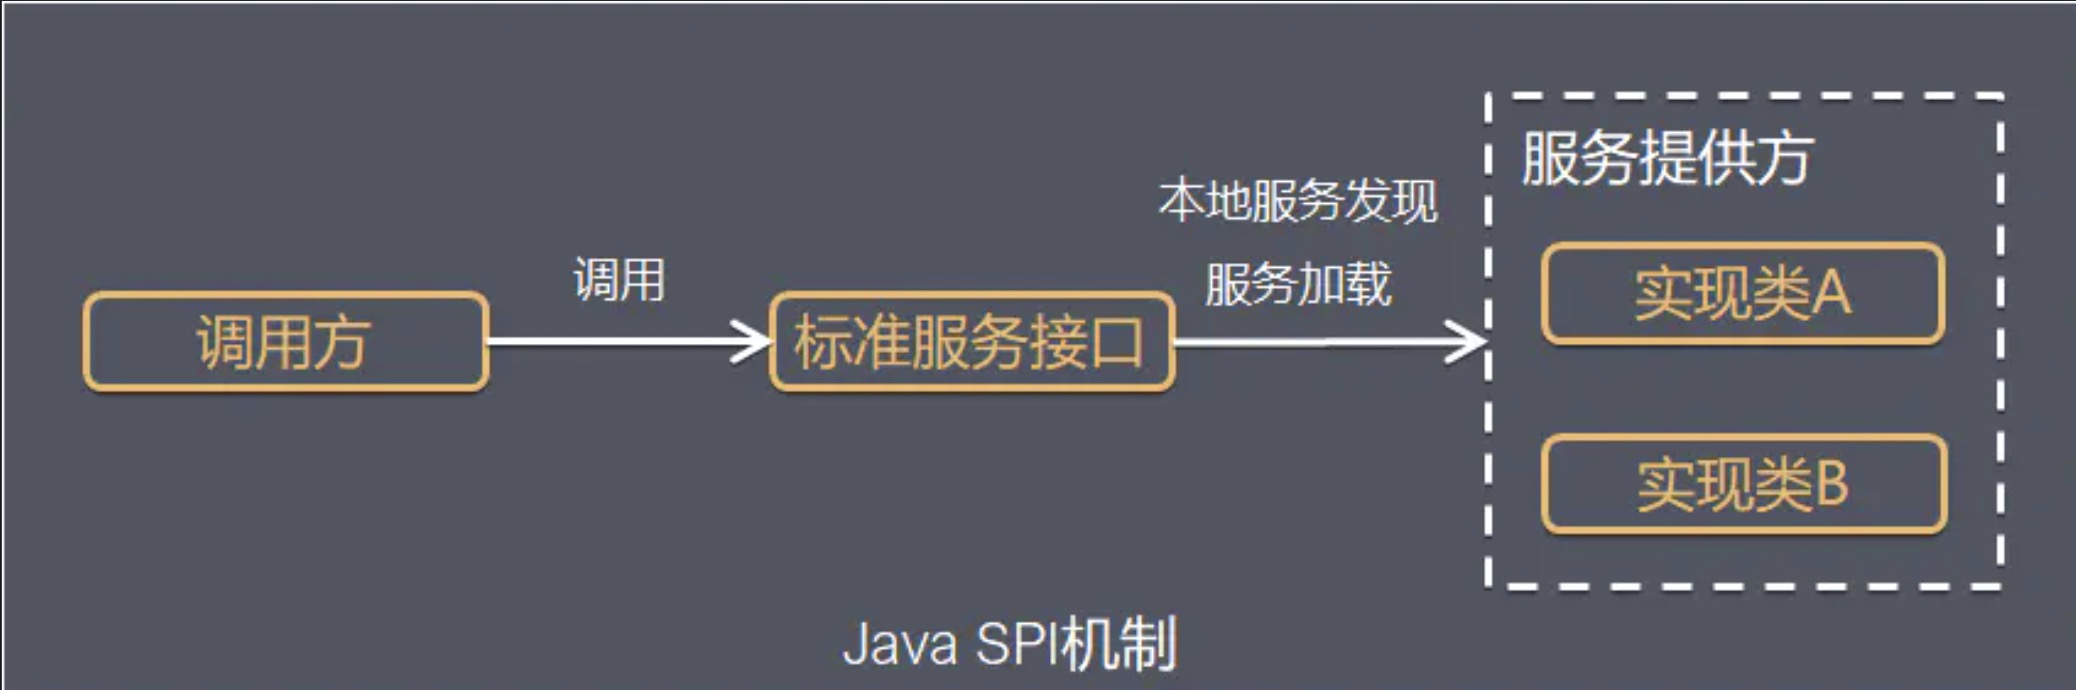 服务提供方
本地服务发现
调用
服务加载
实现类A
调用方
标准服务接口
实现类B
Java SPI机制